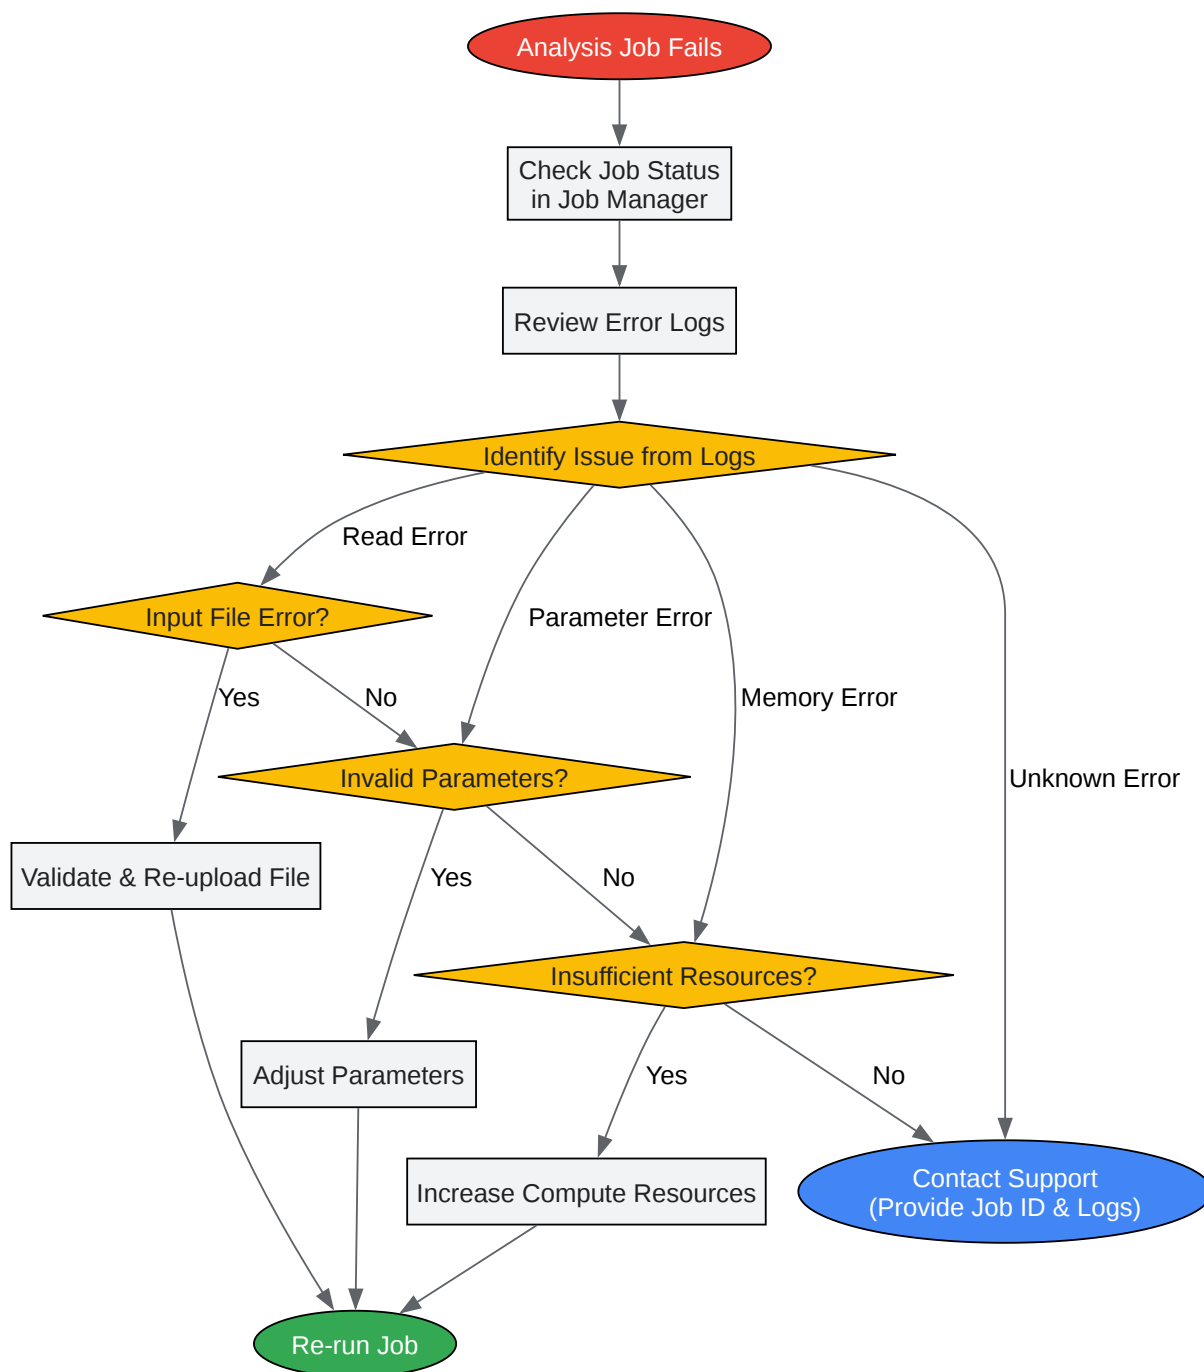 Analysis Job Fails
Check Job Status
in Job Manager
Review Error Logs
Identify Issue from Logs
Read Error
Input File Error?
Parameter Error
Yes
No
Memory Error
Invalid Parameters?
Unknown Error
Validate & Re-upload File
Yes
No
Insufficient Resources?
Adjust Parameters
Yes
No
Increase Compute Resources
Contact Support
(Provide Job ID & Logs)
Re-run Job